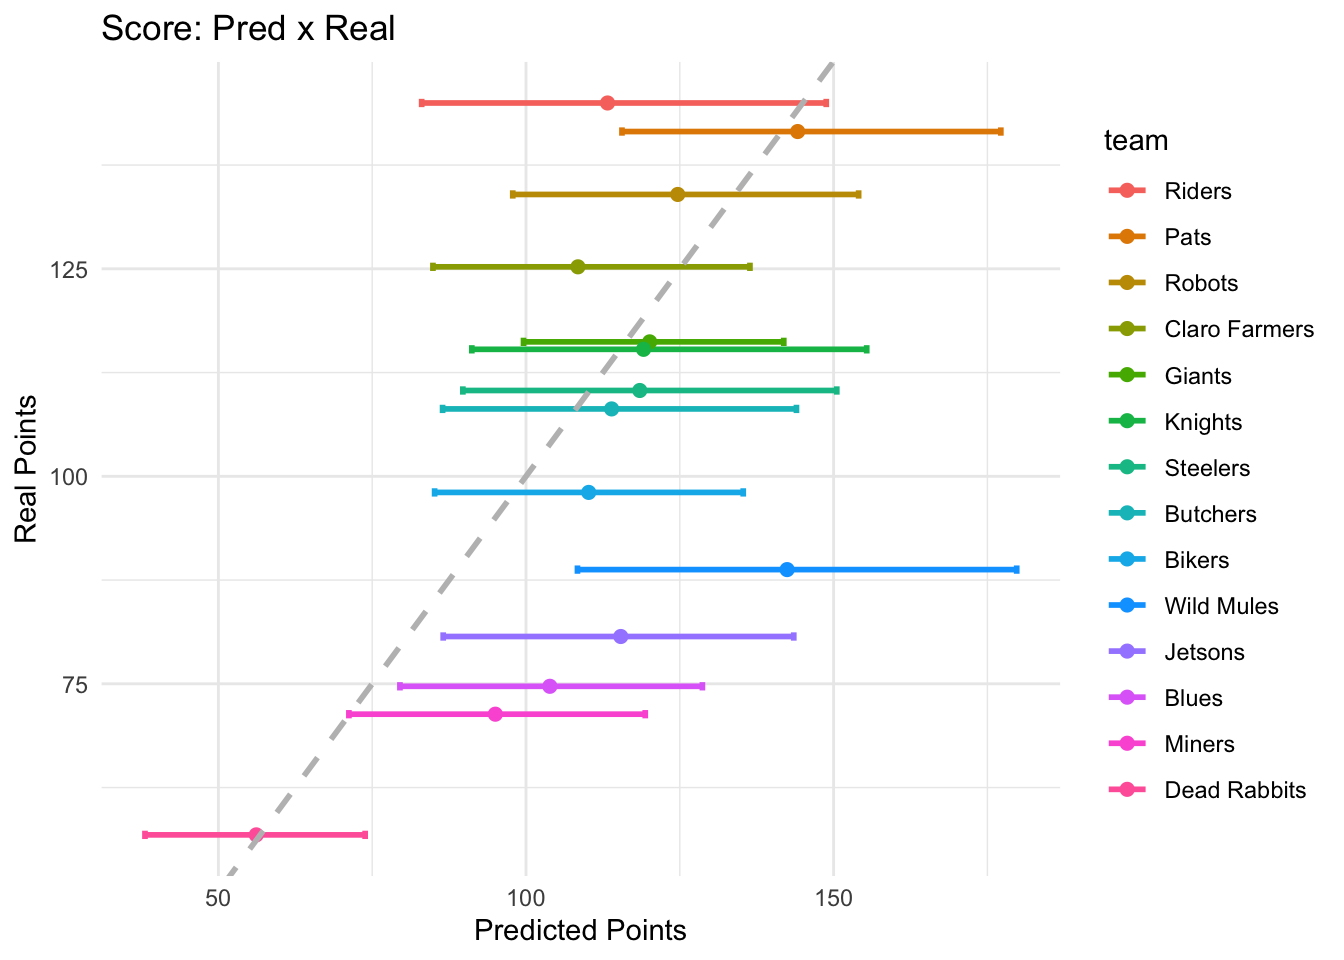 Score: Pred x Real
Real Points
125
100
75
50
100
150
Predicted Points
team
Riders
Pats
Robots
Claro Farmers
Giants
Knights
Steelers
Butchers
Bikers
Wild Mules
Jetsons
Blues
Miners
Dead Rabbits